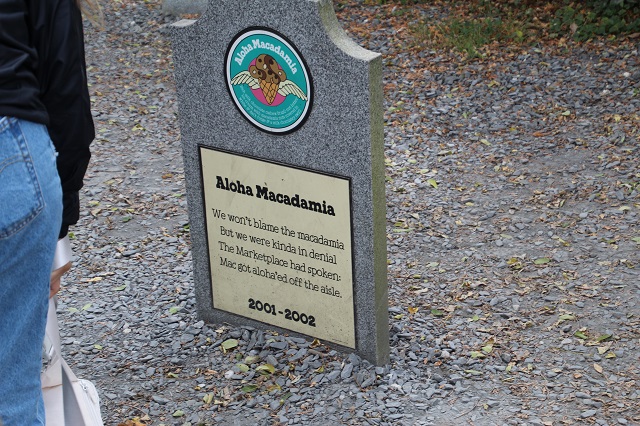 Aloha Macadamia
Aloha Macadamia
We won't blame the macadamia
But we were kinda in denial
The Marketplace had spoken:
Mac got aloha'ed off the aisle.
2001-2002